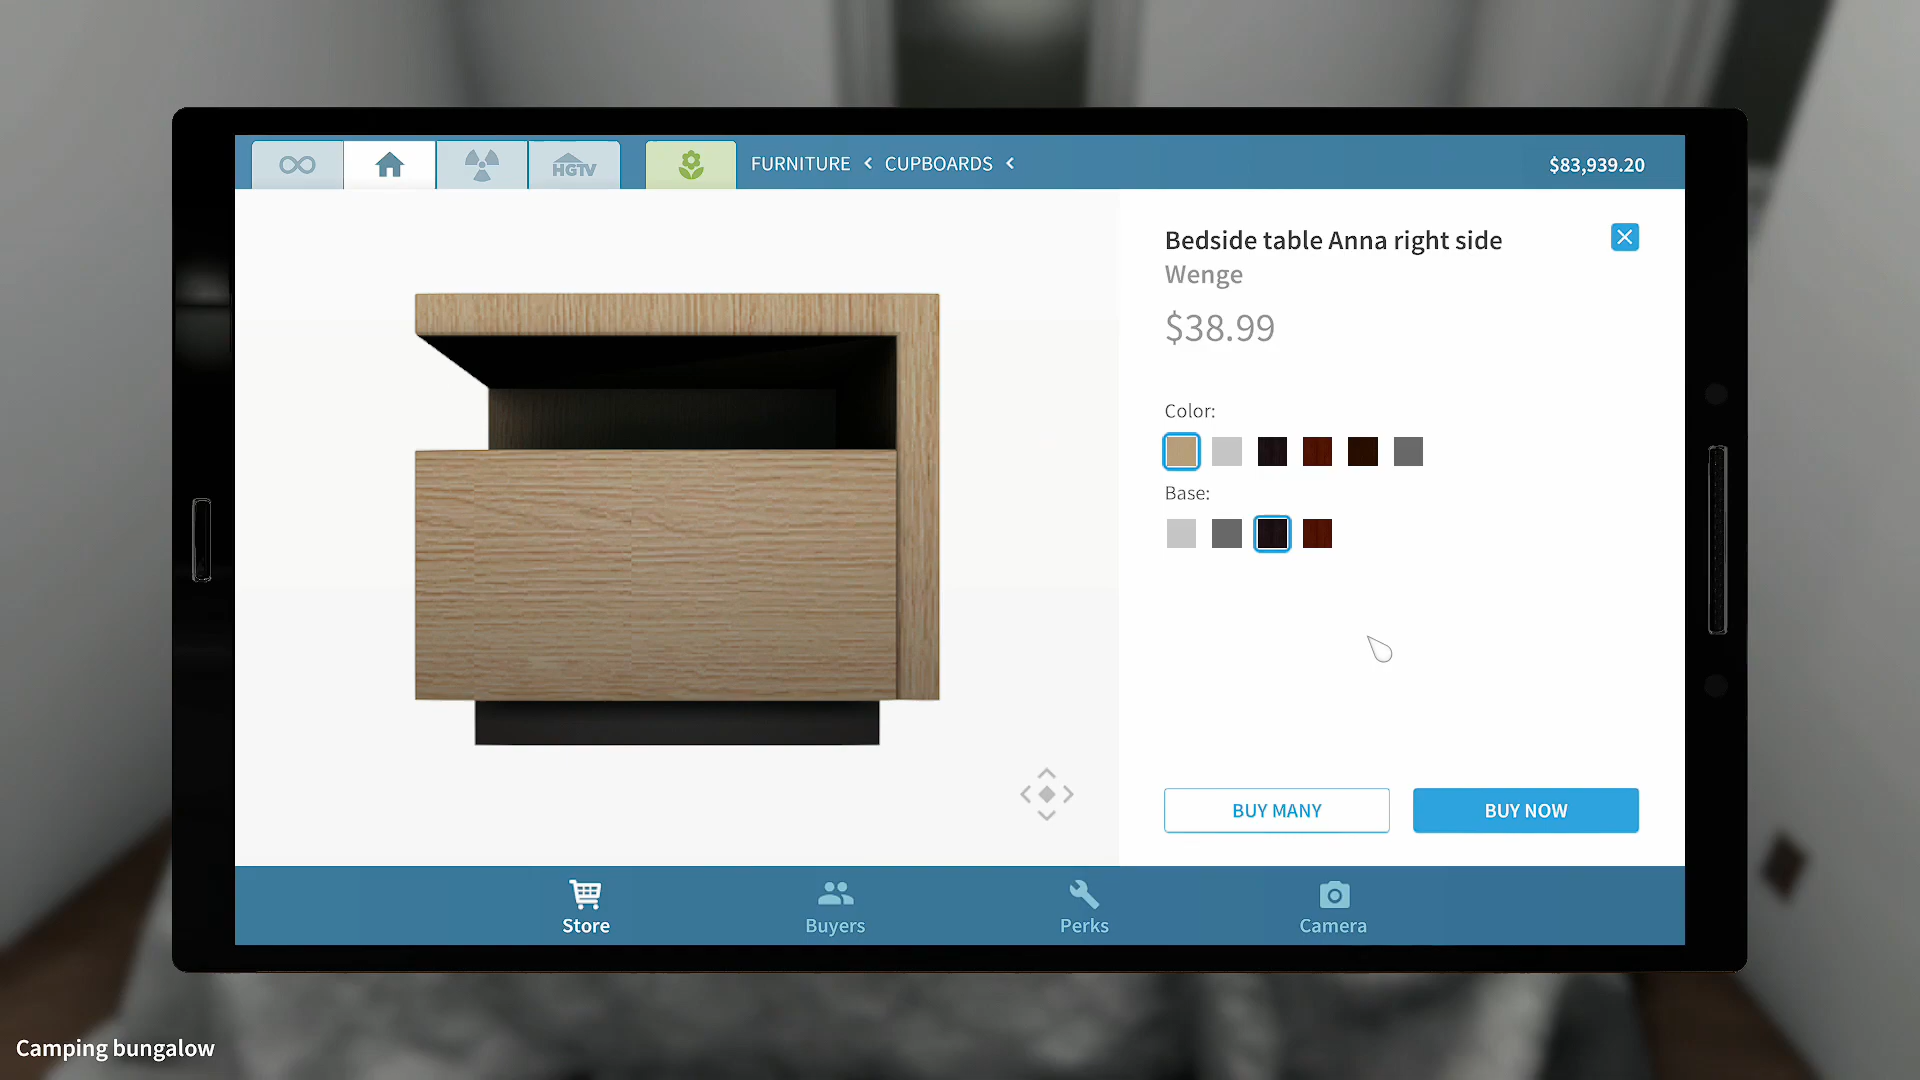 HGTV
FURNITURE < CUPBOARDS <
$83,939.20
Bedside table Anna right side
Wenge
$38.99
Color:
Base:
BUY MANY
BUY NOW
Store
Buyers
Perks
Camera
Camping bungalow